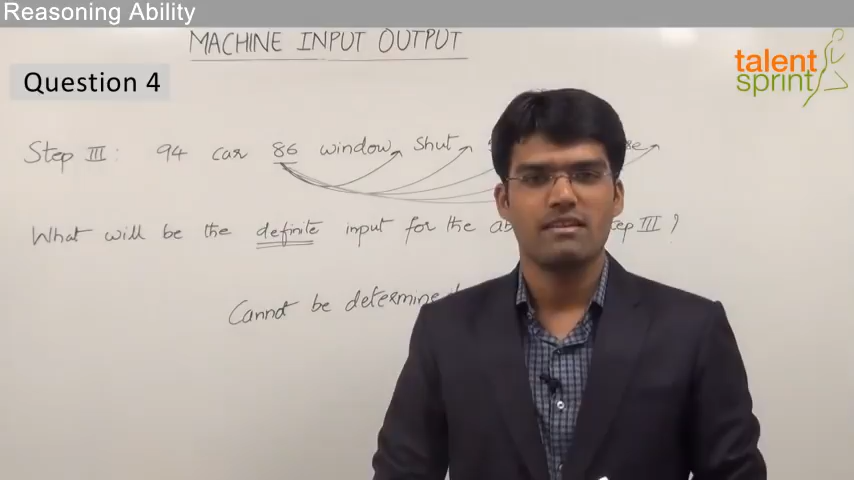 Reasoning Ability
MACHINE INPUT OUTPUT
talent
sprint
Question 4
Step III: 94 car 86 window shut
What will be the definite input for the III ?
Cannot be determine